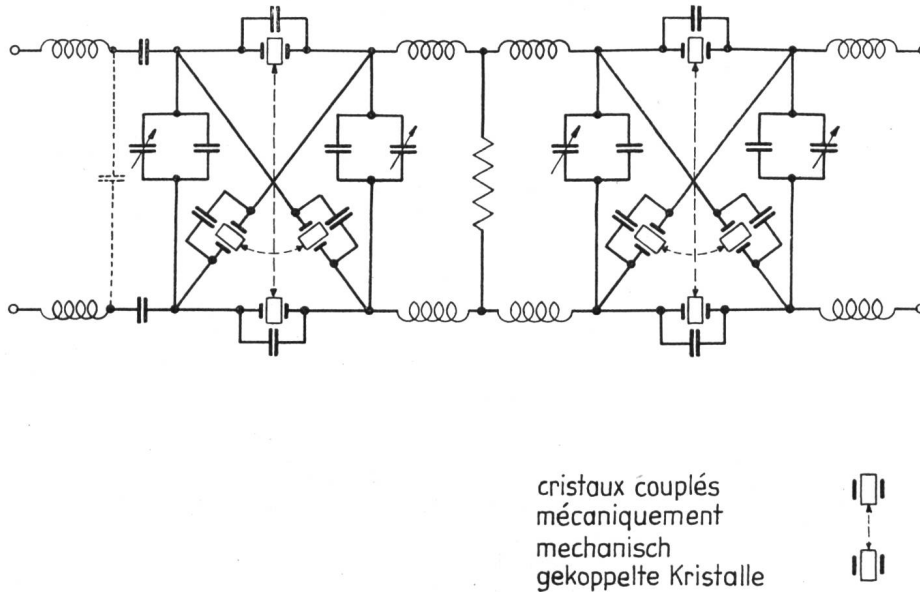 cristaux couplés
mécaniquement
mechanisch
gekoppelte Kristalle